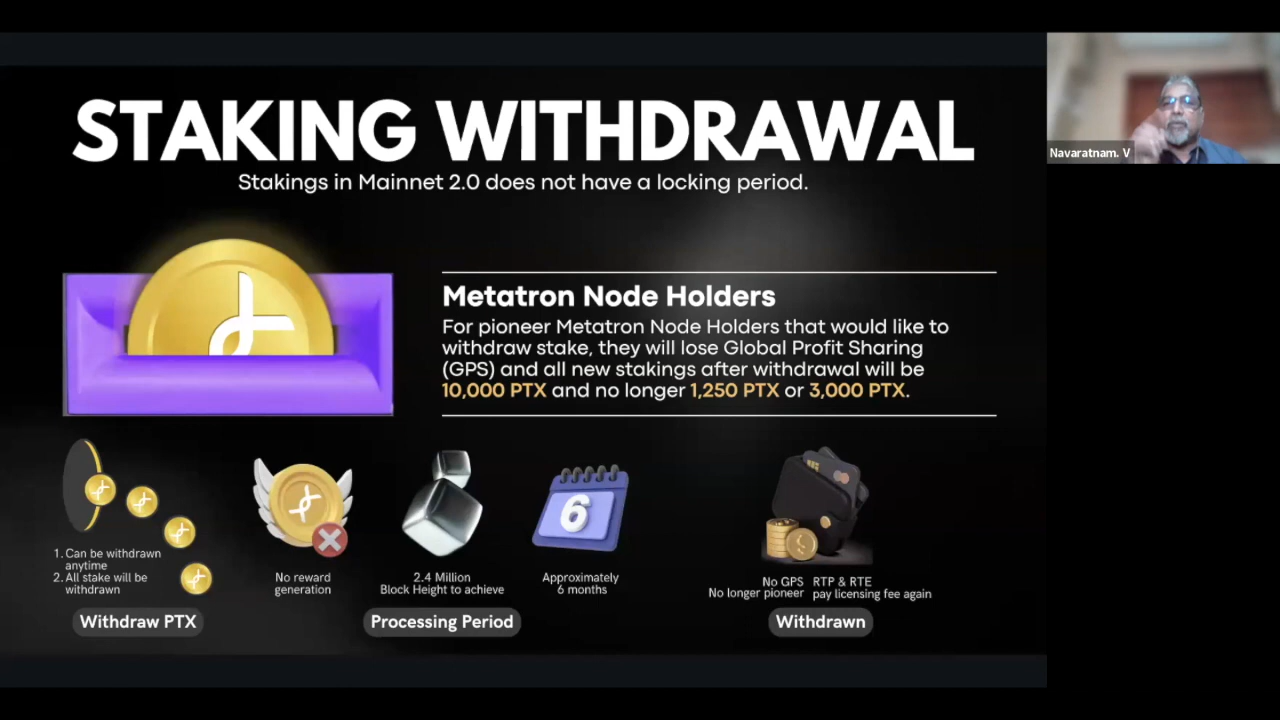 STAKING WITHDRAWAL
Stakings in Mainnet 2.0 does not have a locking period.
Navaratnam. V
Metatron Node Holders
For pioneer Metatron Node Holders that would like to
withdraw stake, they will lose Global Profit Sharing
(GPS) and all new stakings after withdrawal will be
10,000 PTX and no longer 1,250 PTX or 3,000 PTX.
6
1. Can be withdrawn
anytime
2. All stake will be
withdrawn
Withdraw PTX
No reward
generation
2.4 Million
Block Height to achieve
Approximately
6 months
Processing Period
No GPS
No longer pioneer
RTP & RTE
pay licensing fee again
Withdrawn